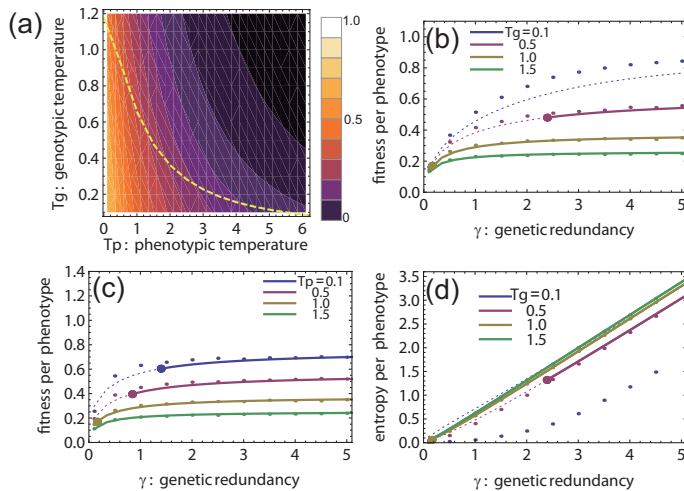 (a)
1.2
1.0
0.8
0.6
0.4
0.2
0 1 2 3 4 5 6
Tg : genotypic temperature
Tp : phenotypic temperature
1.0
0.5
0
(b)
Tg = 0.1
0.5
1.0
1.5
1.0
0.8
0.6
0.4
0.2
0.0
0 1 2 3 4 5
fitness per phenotype
γ : genetic redundancy
(c)
Tp = 0.1
0.5
1.0
1.5
1.4
1.2
1.0
0.8
0.6
0.4
0.2
0.0
0 1 2 3 4 5
fitness per phenotype
γ : genetic redundancy
(d)
Tg = 0.1
0.5
1.0
1.5
3.5
3.0
2.5
2.0
1.5
1.0
0.5
0.0
0 1 2 3 4 5
entropy per phenotype
γ : genetic redundancy